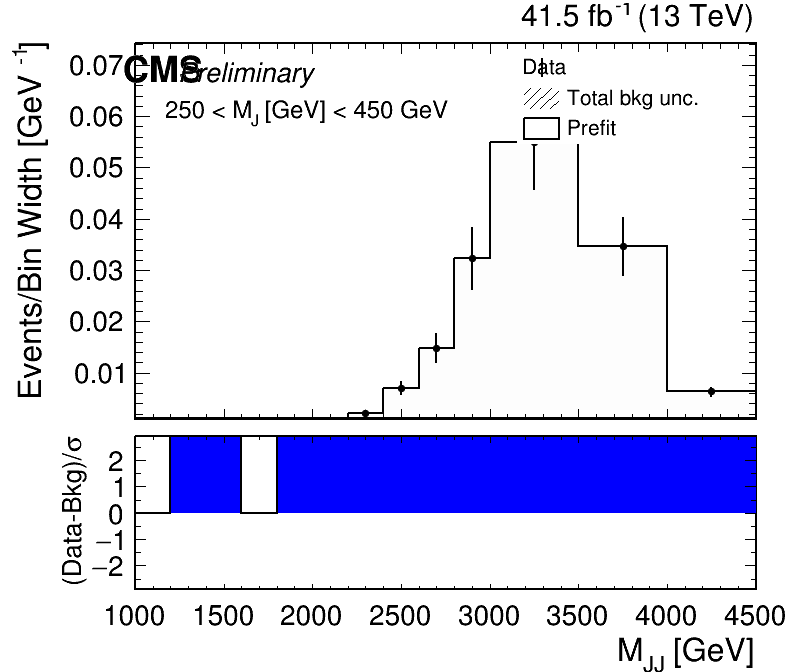 41.5 fb⁻¹ (13 TeV)
CMS Preliminary
250 < M_J [GeV] < 450 GeV
Data
Total bkg unc.
Prefit
Events/Bin Width [GeV⁻¹]
0.07
0.06
0.05
0.04
0.03
0.02
0.01
(Data-Bkg)/σ
2
1
0
−1
−2
1000 1500 2000 2500 3000 3500 4000 4500
M_JJ [GeV]